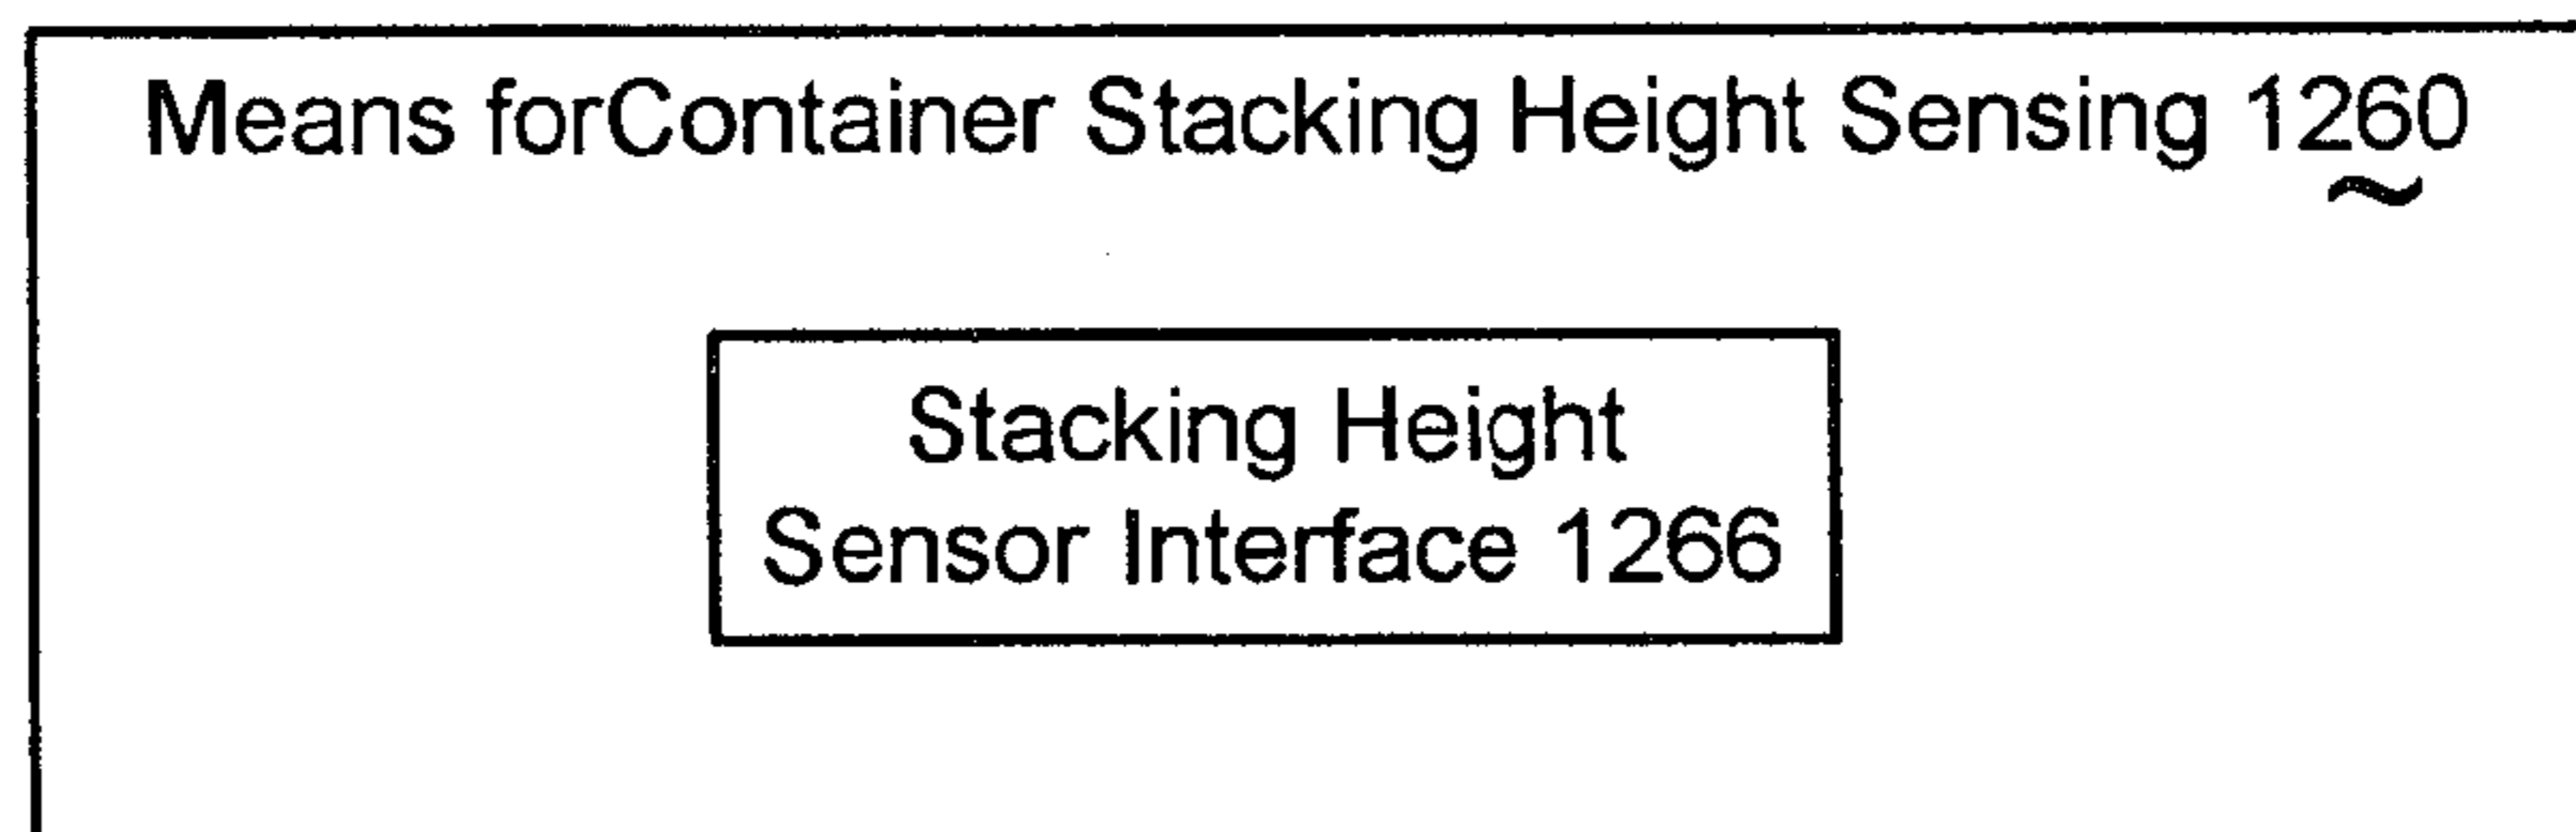 Means forContainer Stacking Height Sensing 1260
Stacking Height
Sensor Interface 1266